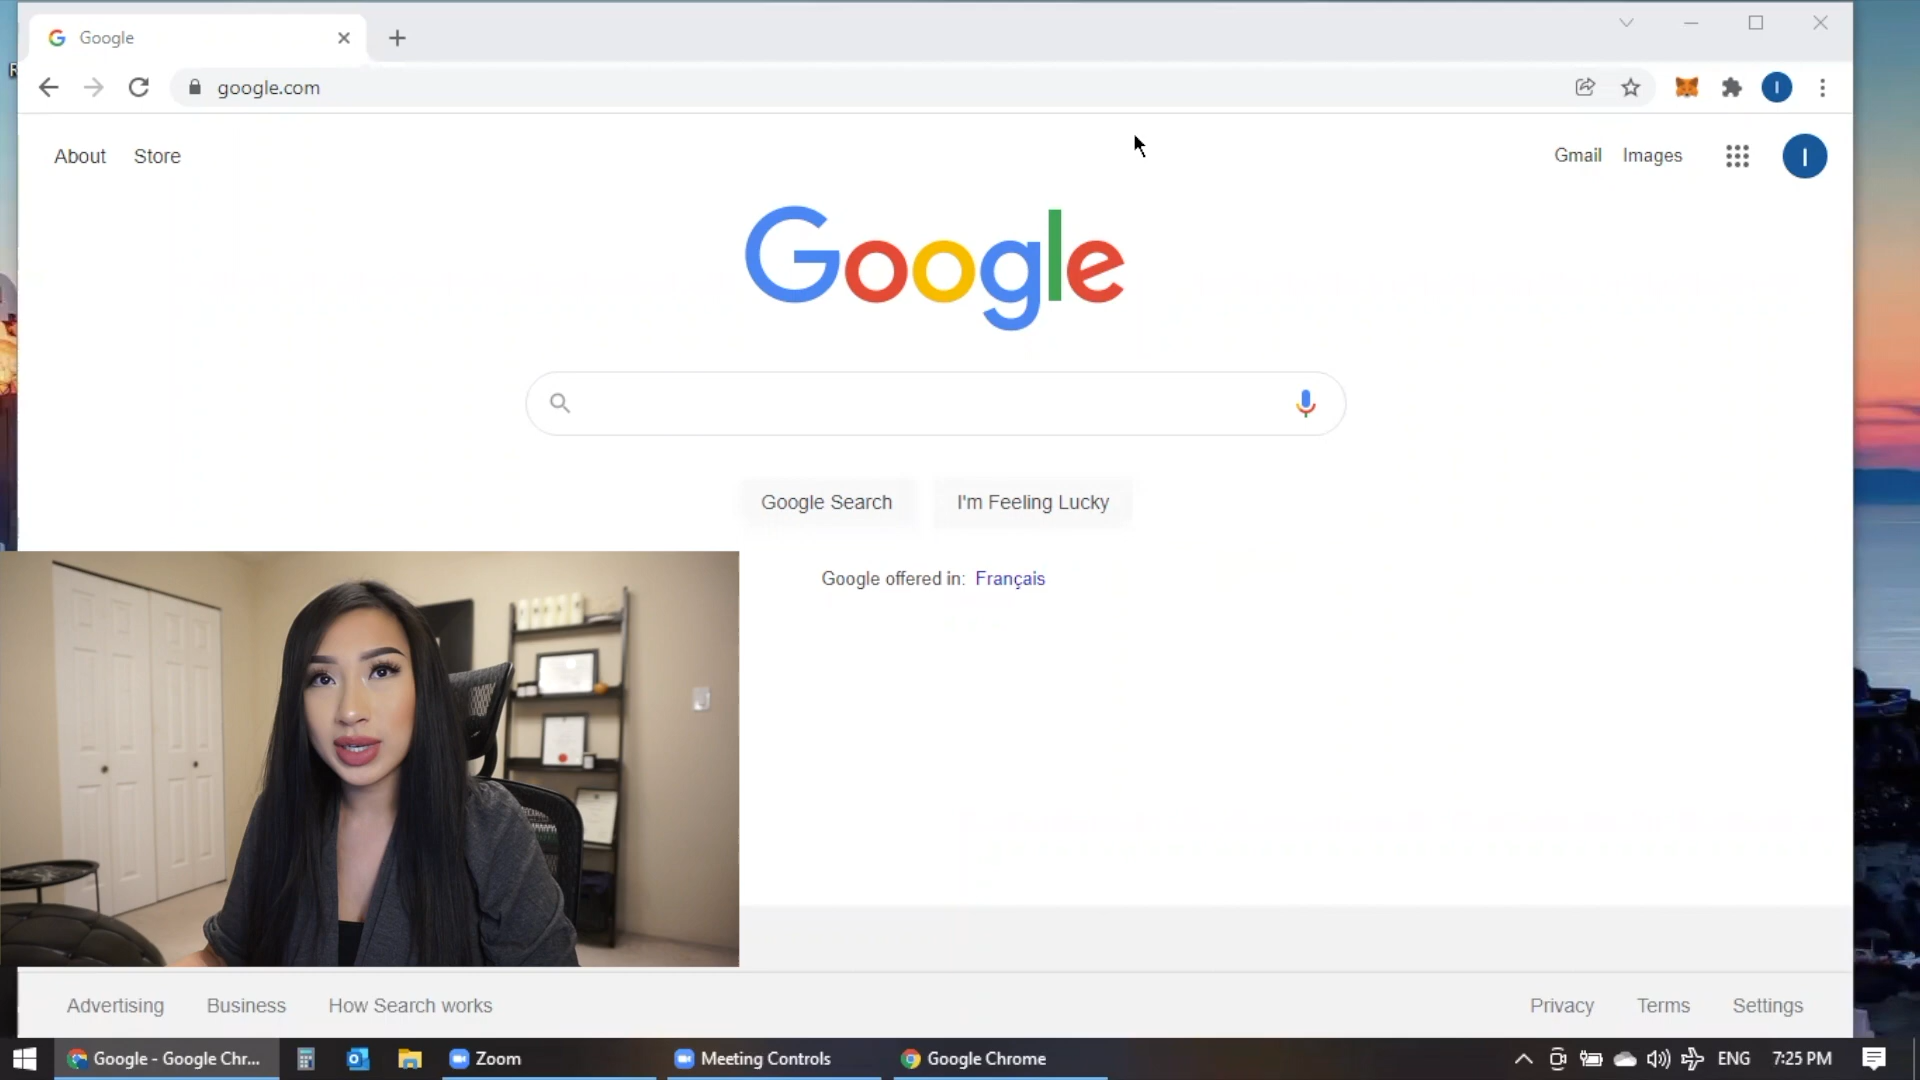 Google
google.com
I
About
Store
Gmail
Images
I
Google
Google Search
I'm Feeling Lucky
Google offered in: Français
Advertising
Business
How Search works
Privacy
Terms
Settings
Google - Google Chr...
Zoom
Meeting Controls
Google Chrome
ENG
7:25 PM